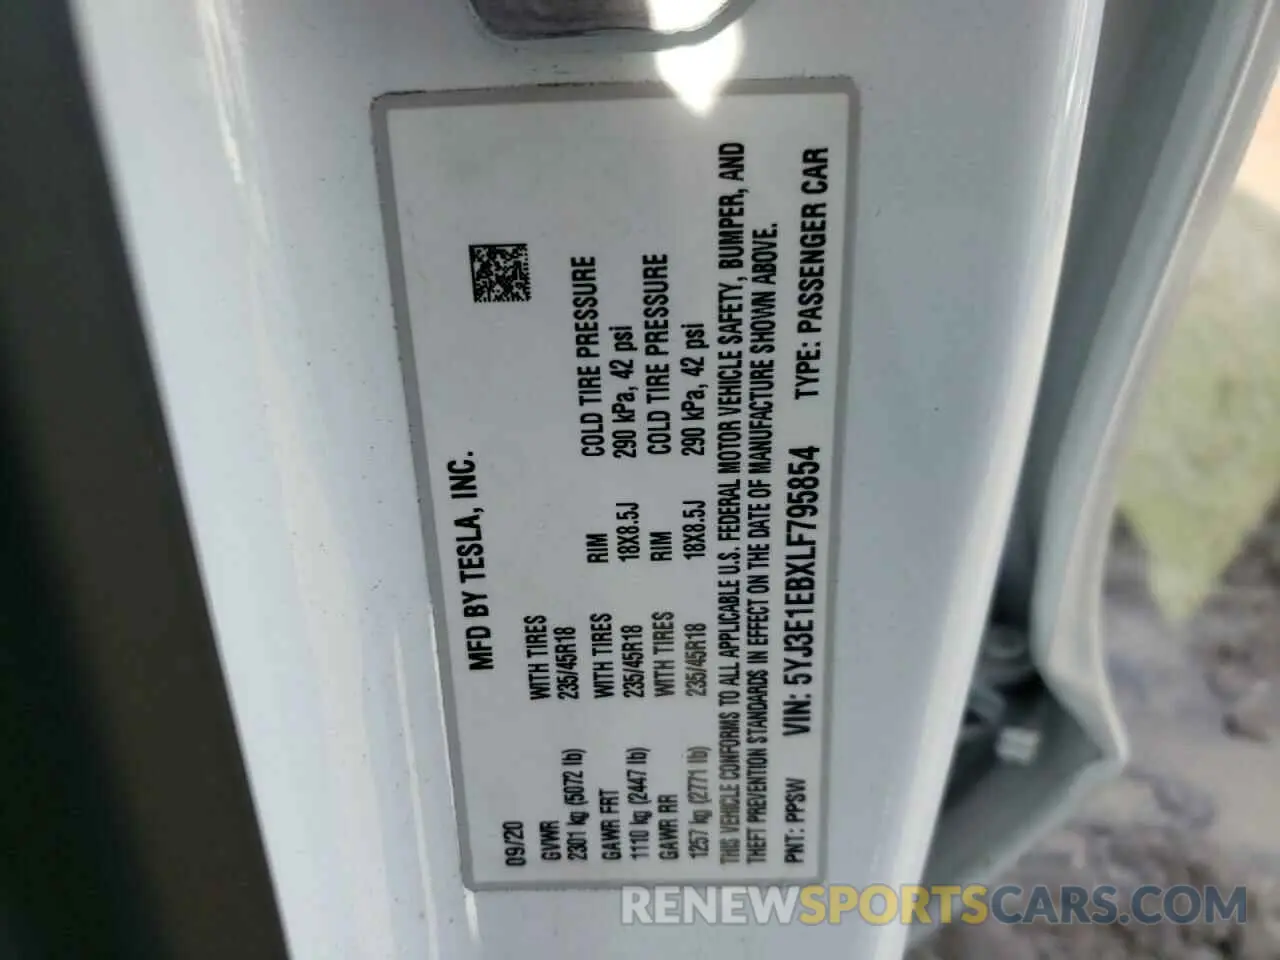 MFD BY TESLA, INC.
09/20
GVWR WITH TIRES
2301 kg (5072 lb) 235/45R18 COLD TIRE PRESSURE
GAWR FRT WITH TIRES RIM 290 kPa, 42 psi
1110 kg (2447 lb) 235/45R18 18X8.5J COLD TIRE PRESSURE
GAWR RR WITH TIRES RIM 290 kPa, 42 psi
1257 kg (2771 lb) 235/45R18 18X8.5J
THIS VEHICLE CONFORMS TO ALL APPLICABLE U.S. FEDERAL MOTOR VEHICLE SAFETY, BUMPER, AND
THEFT PREVENTION STANDARDS IN EFFECT ON THE DATE OF MANUFACTURE SHOWN ABOVE.
PNT: PPSW VIN: 5YJ3E1EBXLF795854 TYPE: PASSENGER CAR
RENEWSPORTSCARS.COM